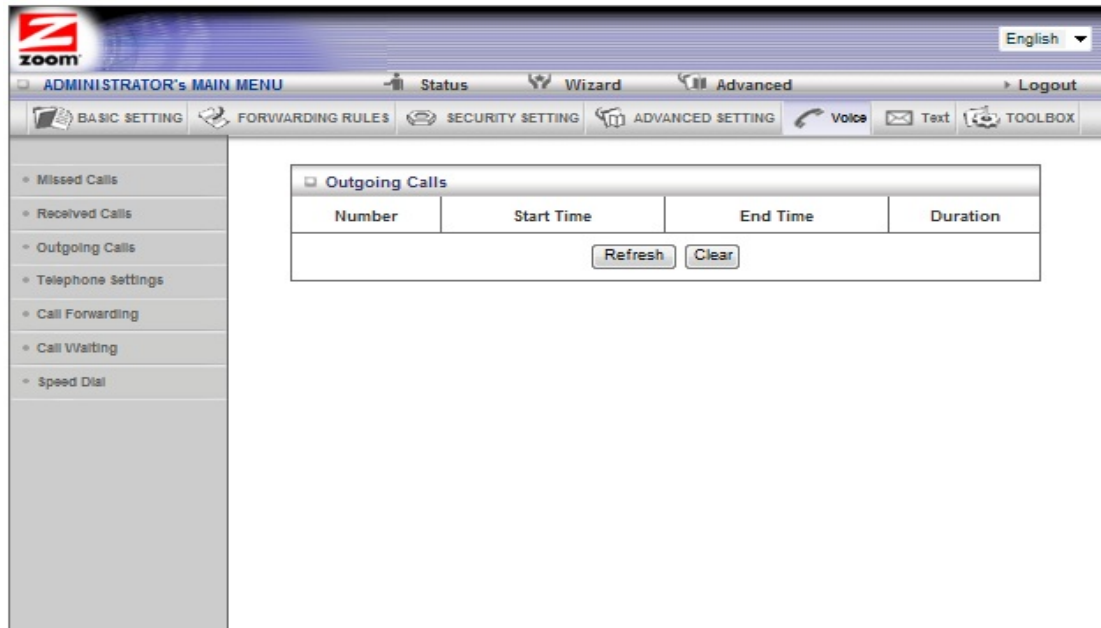 zoom
English
ADMINISTRATOR's MAIN MENU Status Wizard Advanced Logout
BASIC SETTING FORWARDING RULES SECURITY SETTING ADVANCED SETTING Voice Text TOOLBOX
Missed Calls
Received Calls
Outgoing Calls
Telephone Settings
Call Forwarding
Call Waiting
Speed Dial
Outgoing Calls
Number Start Time End Time Duration
Refresh Clear